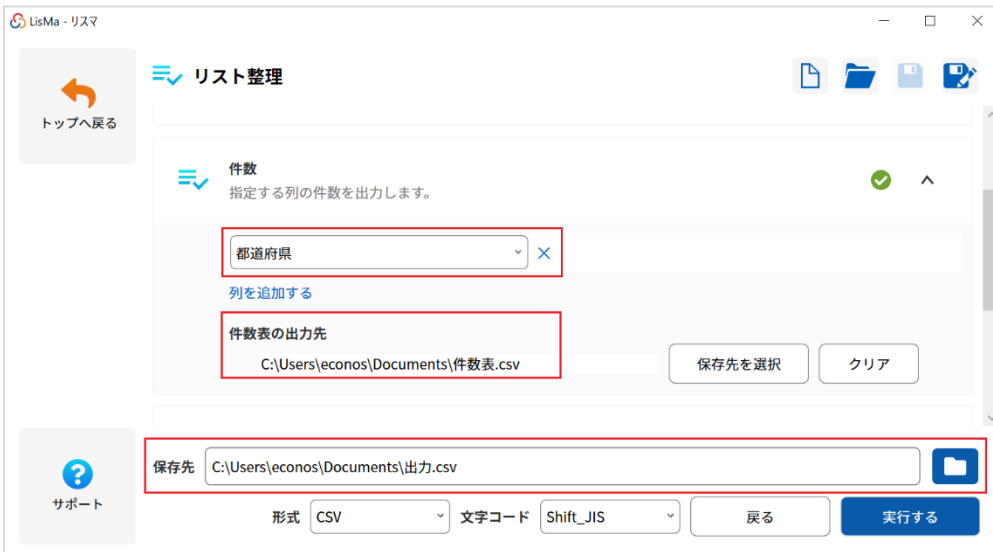 LisMa - リスマ
リスト整理
トップへ戻る
件数
指定する列の件数を出力します。
都道府県
列を追加する
件数表の出力先
C:\Users\econos\Documents\件数表.csv
保存先を選択
クリア
保存先
C:\Users\econos\Documents\出力.csv
サポート
形式 CSV 文字コード Shift_JIS 戻る 実行する